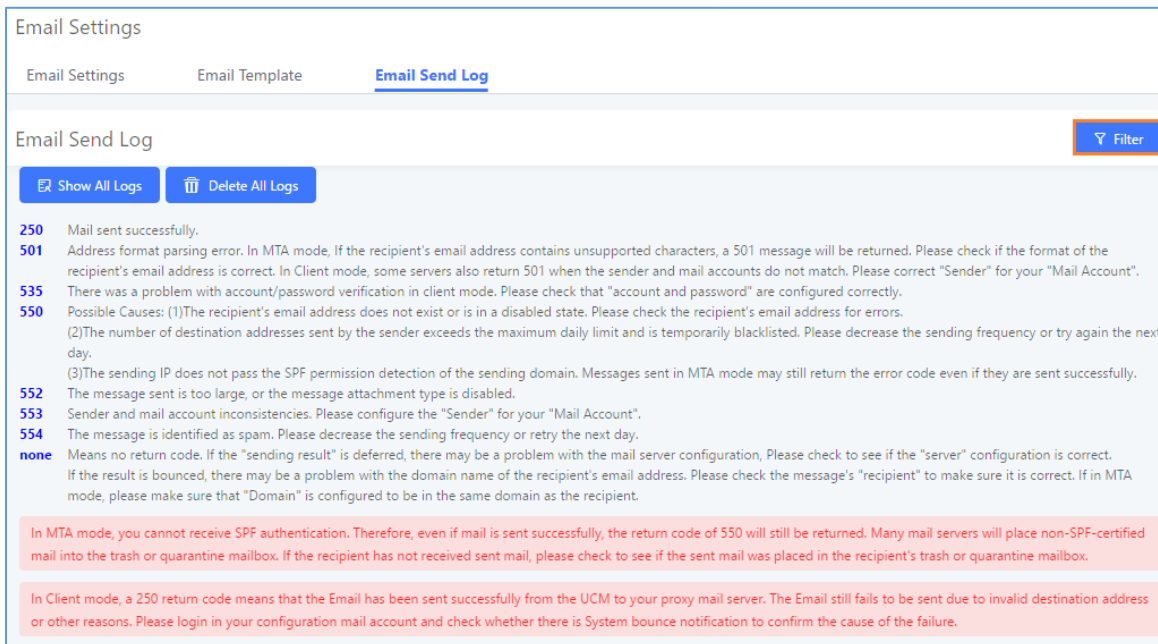 Email Settings
Email Settings Email Template Email Send Log
Email Send Log
Filter
Show All Logs Delete All Logs
250 Mail sent successfully.
501 Address format parsing error. In MTA mode, If the recipient's email address contains unsupported characters, a 501 message will be returned. Please check if the format of the
recipient's email address is correct. In Client mode, some servers also return 501 when the sender and mail accounts do not match. Please correct "Sender" for your "Mail Account".
535 There was a problem with account/password verification in client mode. Please check that "account and password" are configured correctly.
550 Possible Causes: (1)The recipient's email address does not exist or is in a disabled state. Please check the recipient's email address for errors.
(2)The number of destination addresses sent by the sender exceeds the maximum daily limit and is temporarily blacklisted. Please decrease the sending frequency or try again the next
day.
(3)The sending IP does not pass the SPF permission detection of the sending domain. Messages sent in MTA mode may still return the error code even if they are sent successfully.
552 The message sent is too large, or the message attachment type is disabled.
553 Sender and mail account inconsistencies. Please configure the "Sender" for your "Mail Account".
554 The message is identified as spam. Please decrease the sending frequency or retry the next day.
none Means no return code. If the "sending result" is deferred, there may be a problem with the mail server configuration, Please check to see if the "server" configuration is correct.
If the result is bounced, there may be a problem with the domain name of the recipient's email address. Please check the message's "recipient" to make sure it is correct. If in MTA
mode, please make sure that "Domain" is configured to be in the same domain as the recipient.
In MTA mode, you cannot receive SPF authentication. Therefore, even if mail is sent successfully, the return code of 550 will still be returned. Many mail servers will place non-SPF-certified
mail into the trash or quarantine mailbox. If the recipient has not received sent mail, please check to see if the sent mail was placed in the recipient's trash or quarantine mailbox.
In Client mode, a 250 return code means that the Email has been sent successfully from the UCM to your proxy mail server. The Email still fails to be sent due to invalid destination address
or other reasons. Please login in your configuration mail account and check whether there is System bounce notification to confirm the cause of the failure.